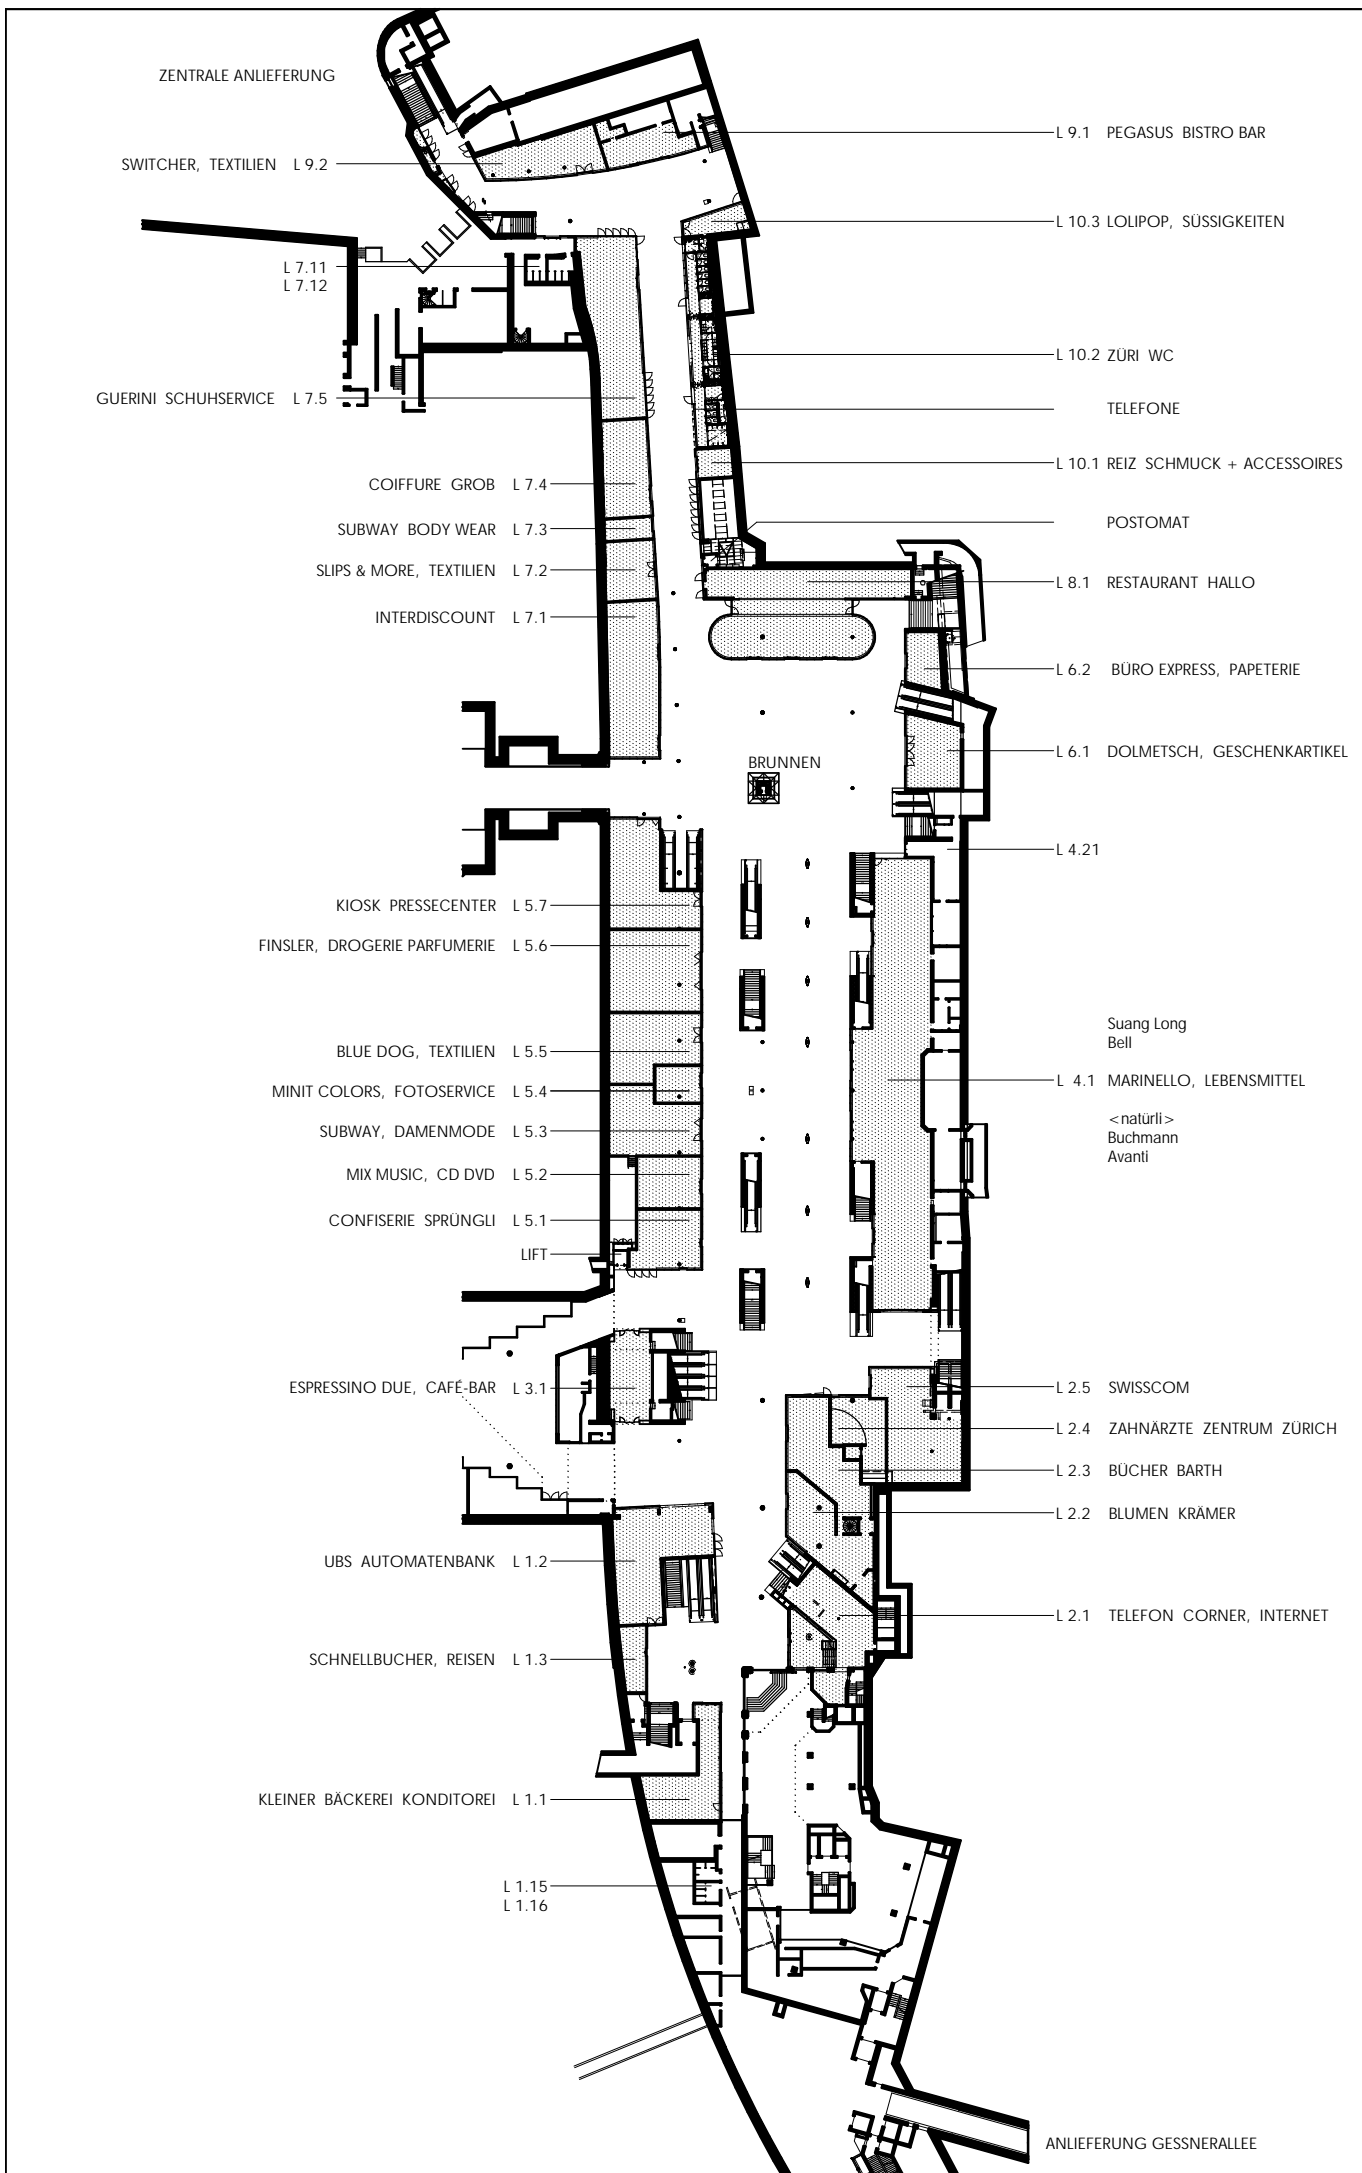 ZENTRALE ANLIEFERUNG
L 9.1 PEGASUS BISTRO BAR
SWITCHER, TEXTILIEN L 9.2
L 10.3 LOLIPOP, SÜSSIGKEITEN
L 7.11
L 7.12
L 10.2 ZÜRI WC
GUERINI SCHUHSERVICE L 7.5
TELEFONE
L 10.1 REIZ SCHMUCK + ACCESSOIRES
COIFFURE GROB L 7.4
POSTOMAT
SUBWAY BODY WEAR L 7.3
SLIPS & MORE, TEXTILIEN L 7.2
L 8.1 RESTAURANT HALLO
INTERDISCOUNT L 7.1
L 6.2 BÜRO EXPRESS, PAPETERIE
L 6.1 DOLMETSCH, GESCHENKARTIKEL
BRUNNEN
L 4.21
KIOSK PRESSECENTER L 5.7
FINSLER, DROGERIE PARFUMERIE L 5.6
Suang Long
Bell
BLUE DOG, TEXTILIEN L 5.5
L 4.1 MARINELLO, LEBENSMITTEL
MINIT COLORS, FOTOSERVICE L 5.4
<natürli>
SUBWAY, DAMENMODE L 5.3
Buchmann
Avanti
MIX MUSIC, CD DVD L 5.2
CONFISERIE SPRÜNGLI L 5.1
LIFT
ESPRESSINO DUE, CAFÉ-BAR L 3.1
L 2.5 SWISSCOM
L 2.4 ZAHNÄRZTE ZENTRUM ZÜRICH
L 2.3 BÜCHER BARTH
L 2.2 BLUMEN KRÄMER
UBS AUTOMATENBANK L 1.2
L 2.1 TELEFON CORNER, INTERNET
SCHNELLBUCHER, REISEN L 1.3
KLEINER BÄCKEREI KONDITOREI L 1.1
L 1.15
L 1.16
ANLIEFERUNG GESSNERALLEE